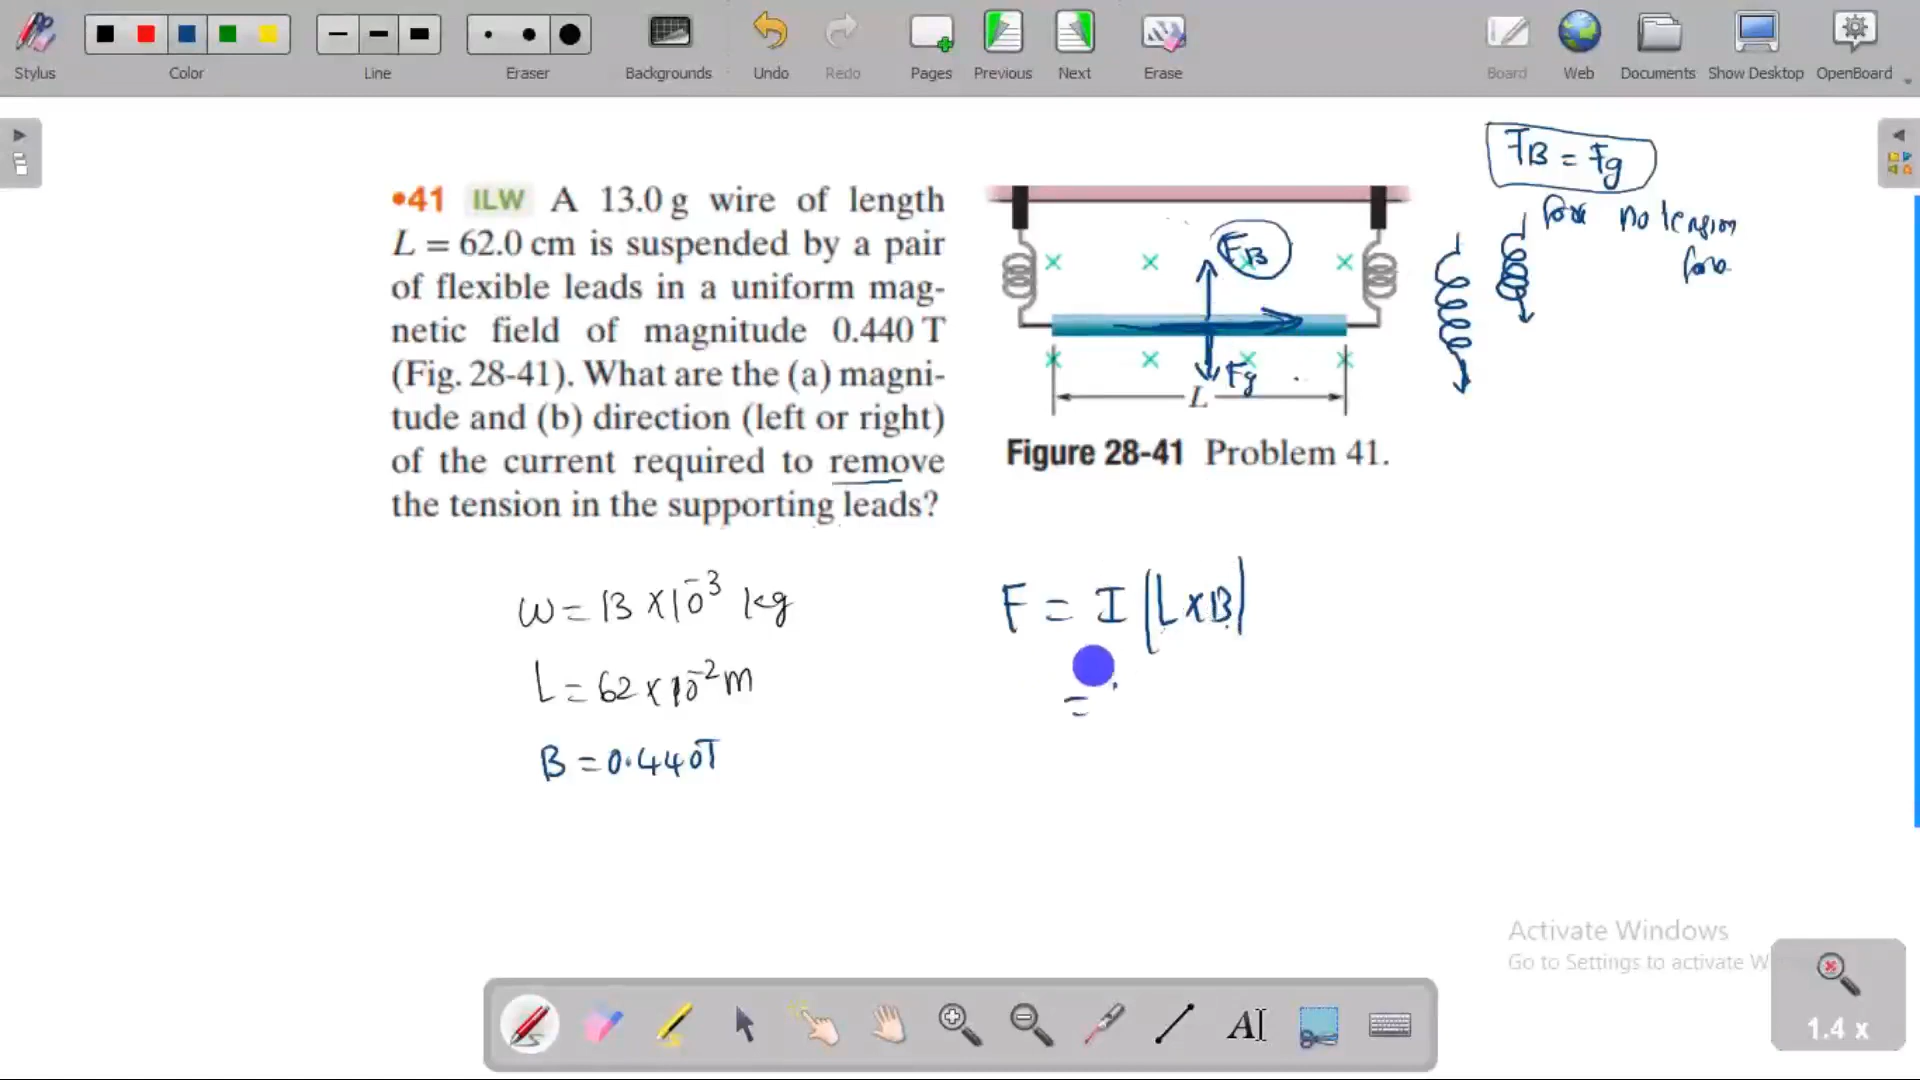 Stylus
Color
Line
Eraser
Backgrounds
Undo
Redo
Pages
Previous
Next
Erase
Board
Web
Documents
Show Desktop
OpenBoard
•41 ILW A 13.0 g wire of length
L = 62.0 cm is suspended by a pair
of flexible leads in a uniform mag-
netic field of magnitude 0.440 T
(Fig. 28-41). What are the (a) magni-
tude and (b) direction (left or right)
of the current required to remove
the tension in the supporting leads?
FB
Fg
L
Figure 28-41 Problem 41.
FB = Fg
no tension
W = 13 × 10⁻³ kg
L = 62 × 10⁻² m
B = 0.440T
F = I |L×B|
=
Activate Windows
Go to Settings to activate W
1.4 x